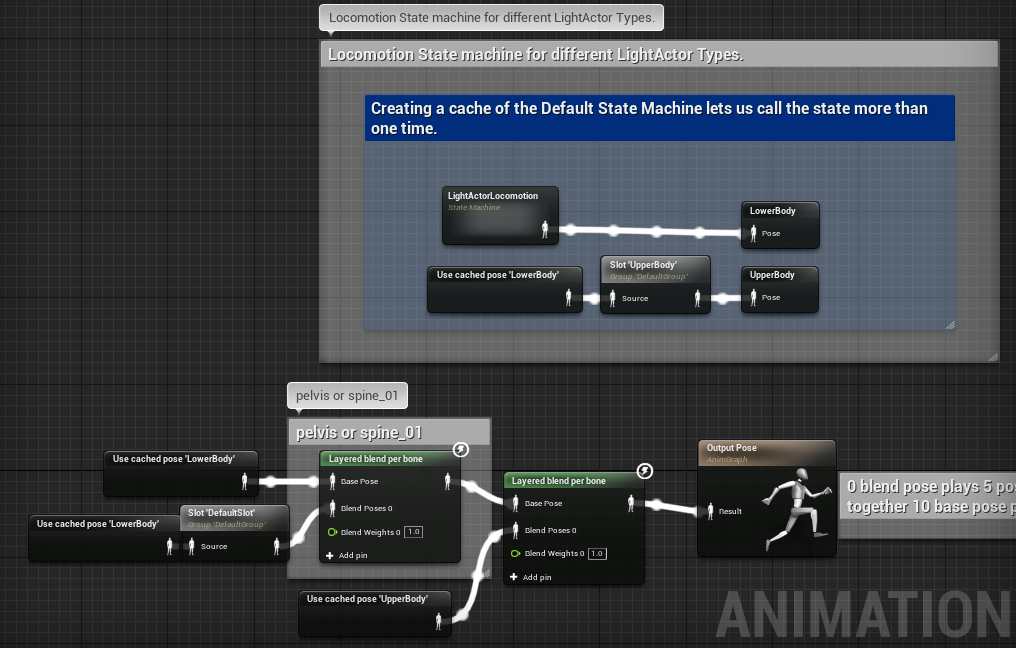 Locomotion State machine for different LightActor Types.
Locomotion State machine for different LightActor Types.
Creating a cache of the Default State Machine lets us call the state more than
one time.
LightActorLocomotion
State Machine
LowerBody
Pose
Use cached pose 'LowerBody'
Slot 'UpperBody'
Group 'DefaultGroup'
Source
UpperBody
Pose
pelvis or spine_01
pelvis or spine_01
Use cached pose 'LowerBody'
Layered blend per bone
Base Pose
Blend Poses 0
Blend Weights 0 1.0
Add pin
Use cached pose 'LowerBody'
Slot 'DefaultSlot'
Group 'DefaultGroup'
Source
Layered blend per bone
Base Pose
Blend Poses 0
Blend Weights 0 1.0
Add pin
Use cached pose 'UpperBody'
Output Pose
AnimGraph
Result
0 blend pose plays 5 pos
together 10 base pose p
ANIMATION